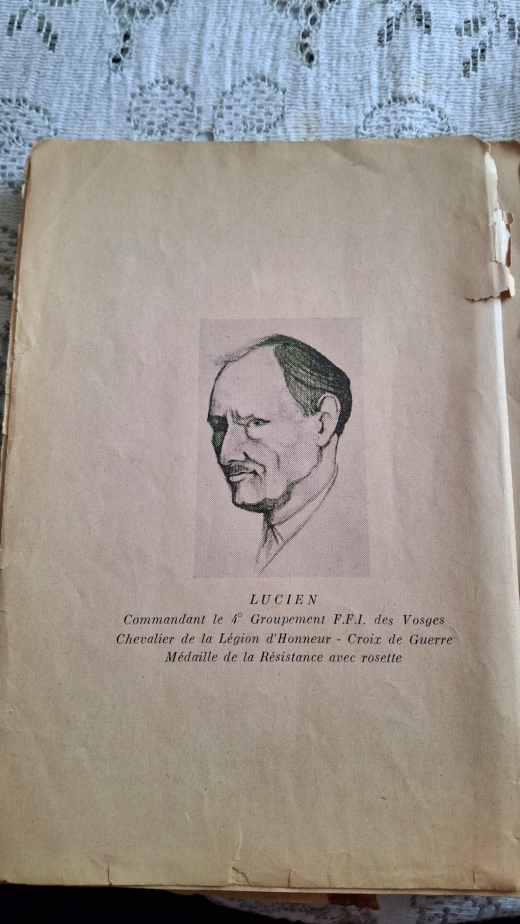 LUCIEN
Commandant le 4° Groupement F.F.I. des Vosges
Chevalier de la Légion d'Honneur - Croix de Guerre
Médaille de la Résistance avec rosette